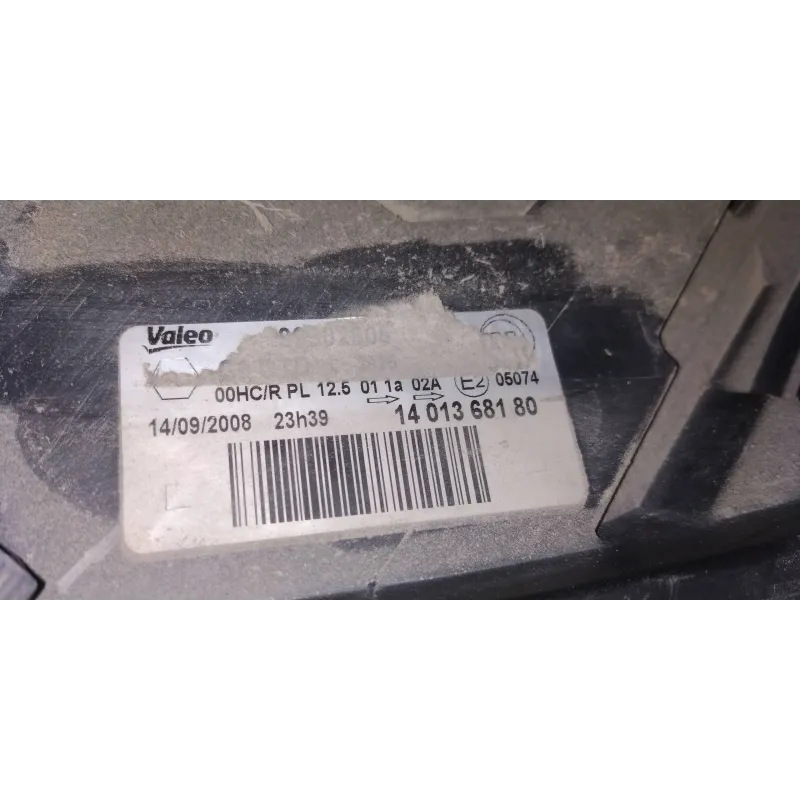 Valeo
00HC/R PL 12.5 01 1a 02A E2 05074
14/09/2008 23h39 14 013 681 80